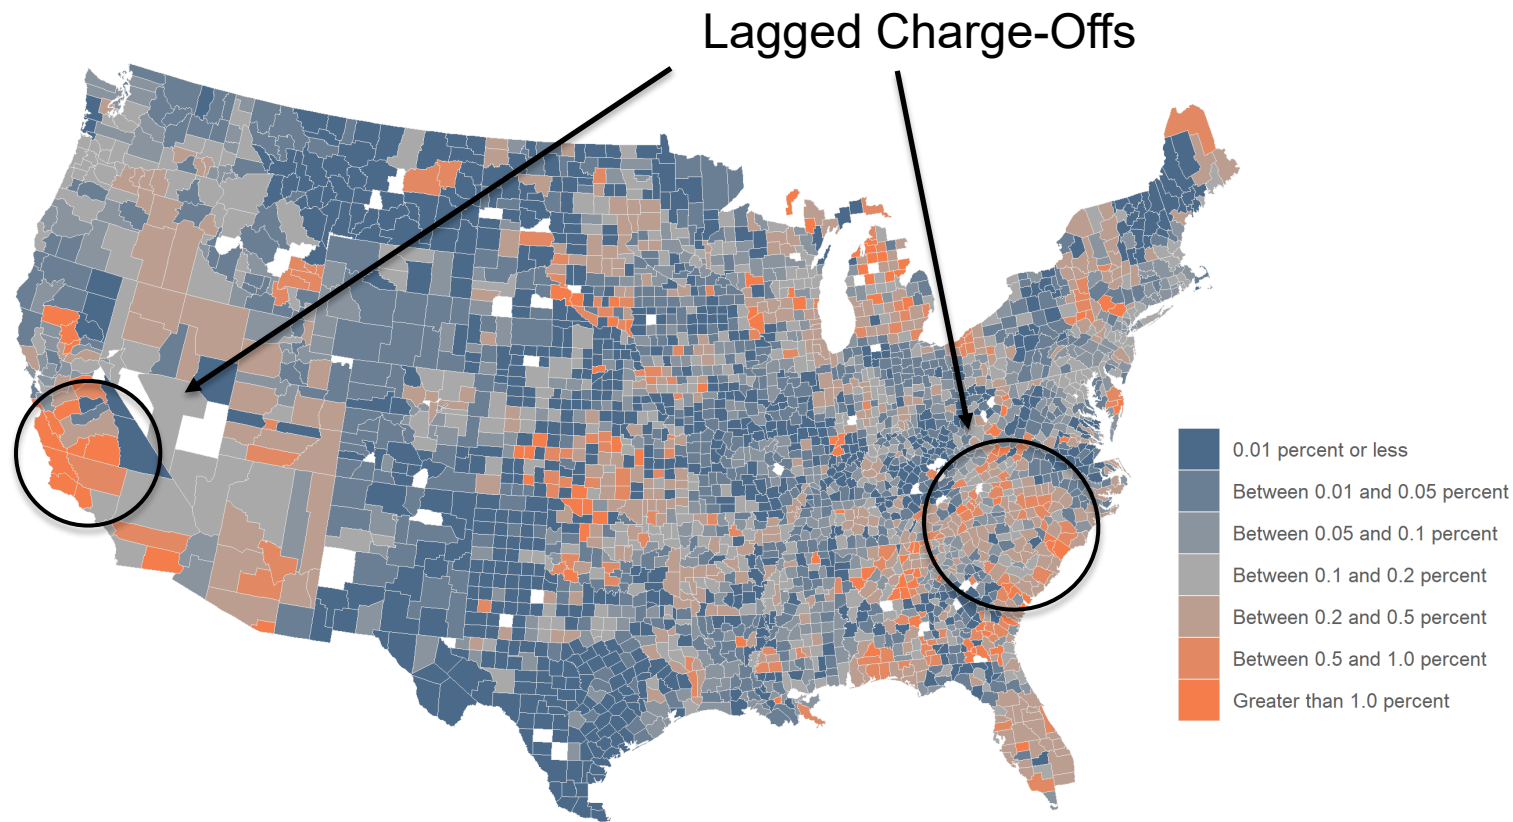 Lagged Charge-Offs
0.01 percent or less
Between 0.01 and 0.05 percent
Between 0.05 and 0.1 percent
Between 0.1 and 0.2 percent
Between 0.2 and 0.5 percent
Between 0.5 and 1.0 percent
Greater than 1.0 percent